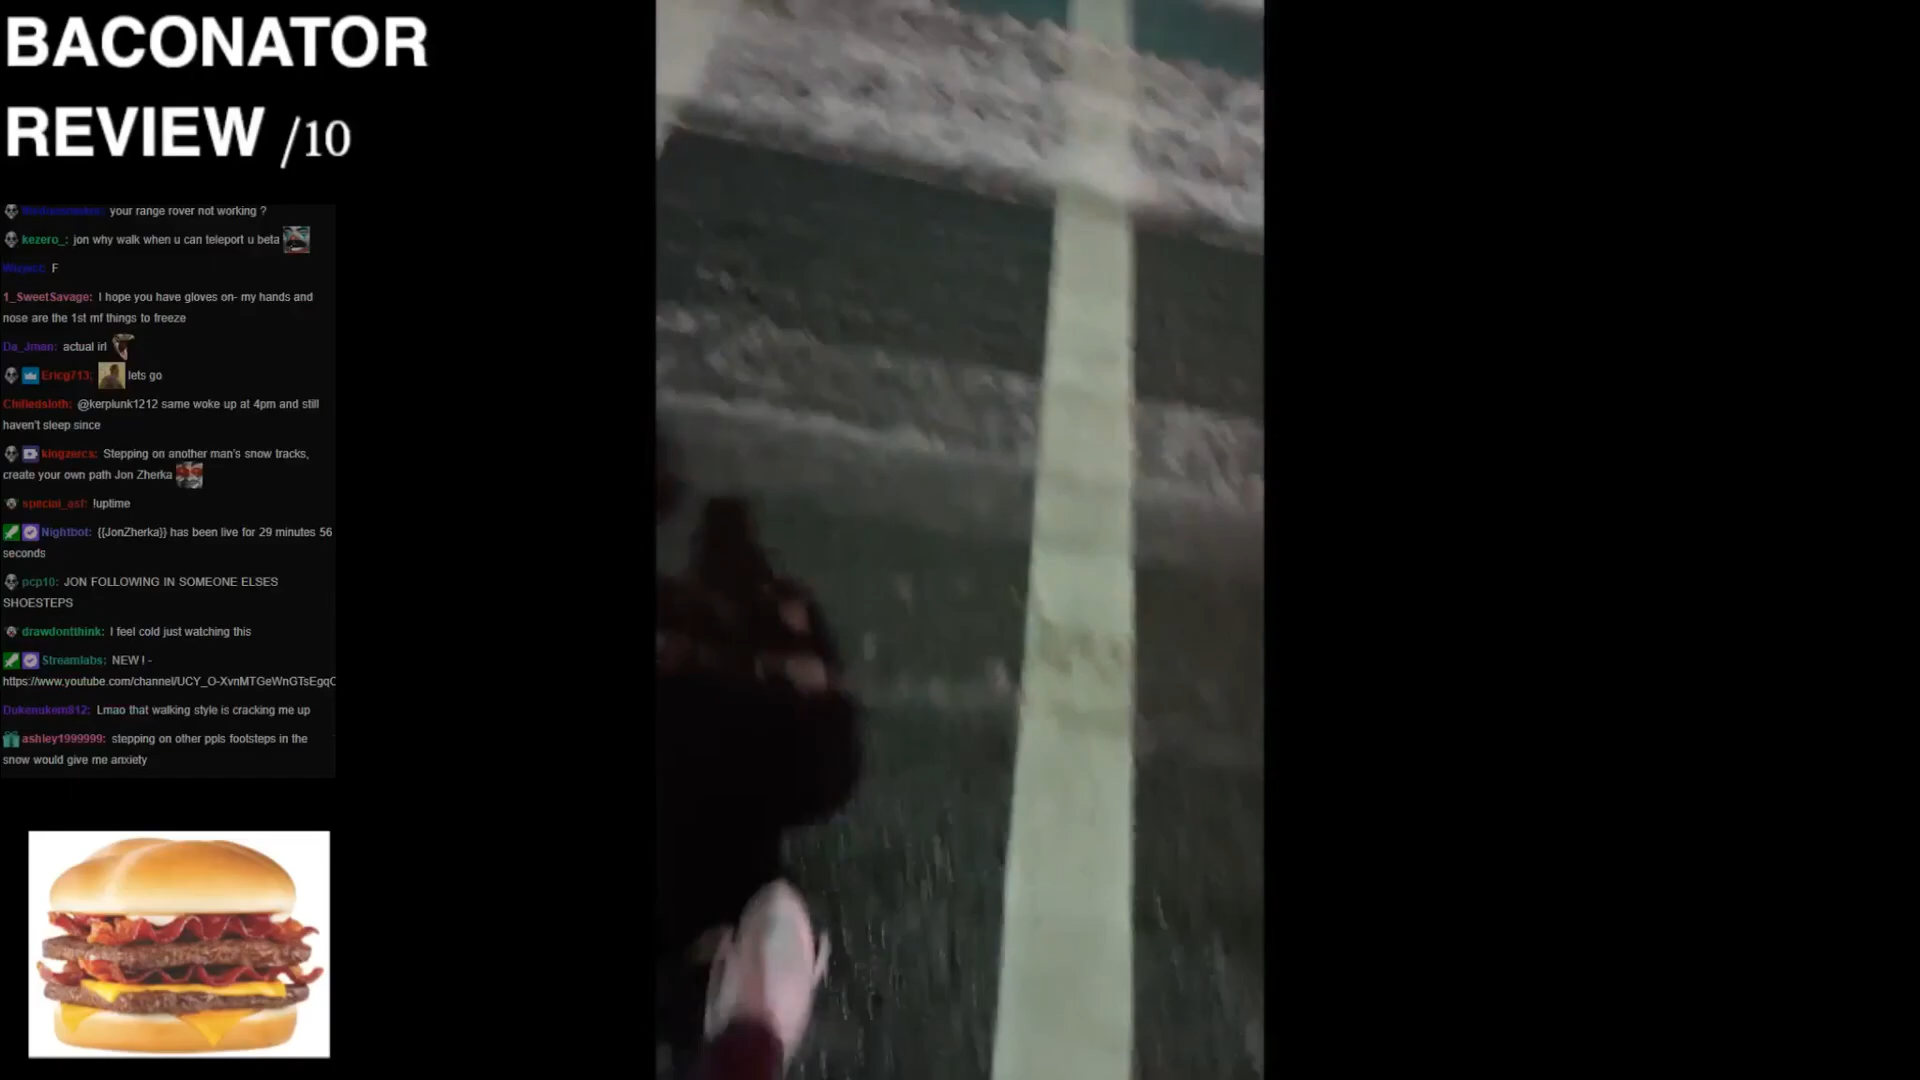 BACONATOR
REVIEW /10
your range rover not working ?
kezero_: jon why walk when u can teleport u beta
F
1_SweetSavage: I hope you have gloves on- my hands and
nose are the 1st mf things to freeze
Da_Jman: actual irl
Ericg713: lets go
Chilledsloth: @kerplunk1212 same woke up at 4pm and still
haven't sleep since
kingzercs: Stepping on another man's snow tracks,
create your own path Jon Zherka
special_asf: !uptime
Nightbot: {{JonZherka}} has been live for 29 minutes 56
seconds
pcp10: JON FOLLOWING IN SOMEONE ELSES
SHOESTEPS
drawdontthink: I feel cold just watching this
Streamlabs: NEW ! -
https://www.youtube.com/channel/UCY_O-XvnMTGeWnGTsEgqC
Dukenukem812: Lmao that walking style is cracking me up
ashley1999999: stepping on other ppls footsteps in the
snow would give me anxiety